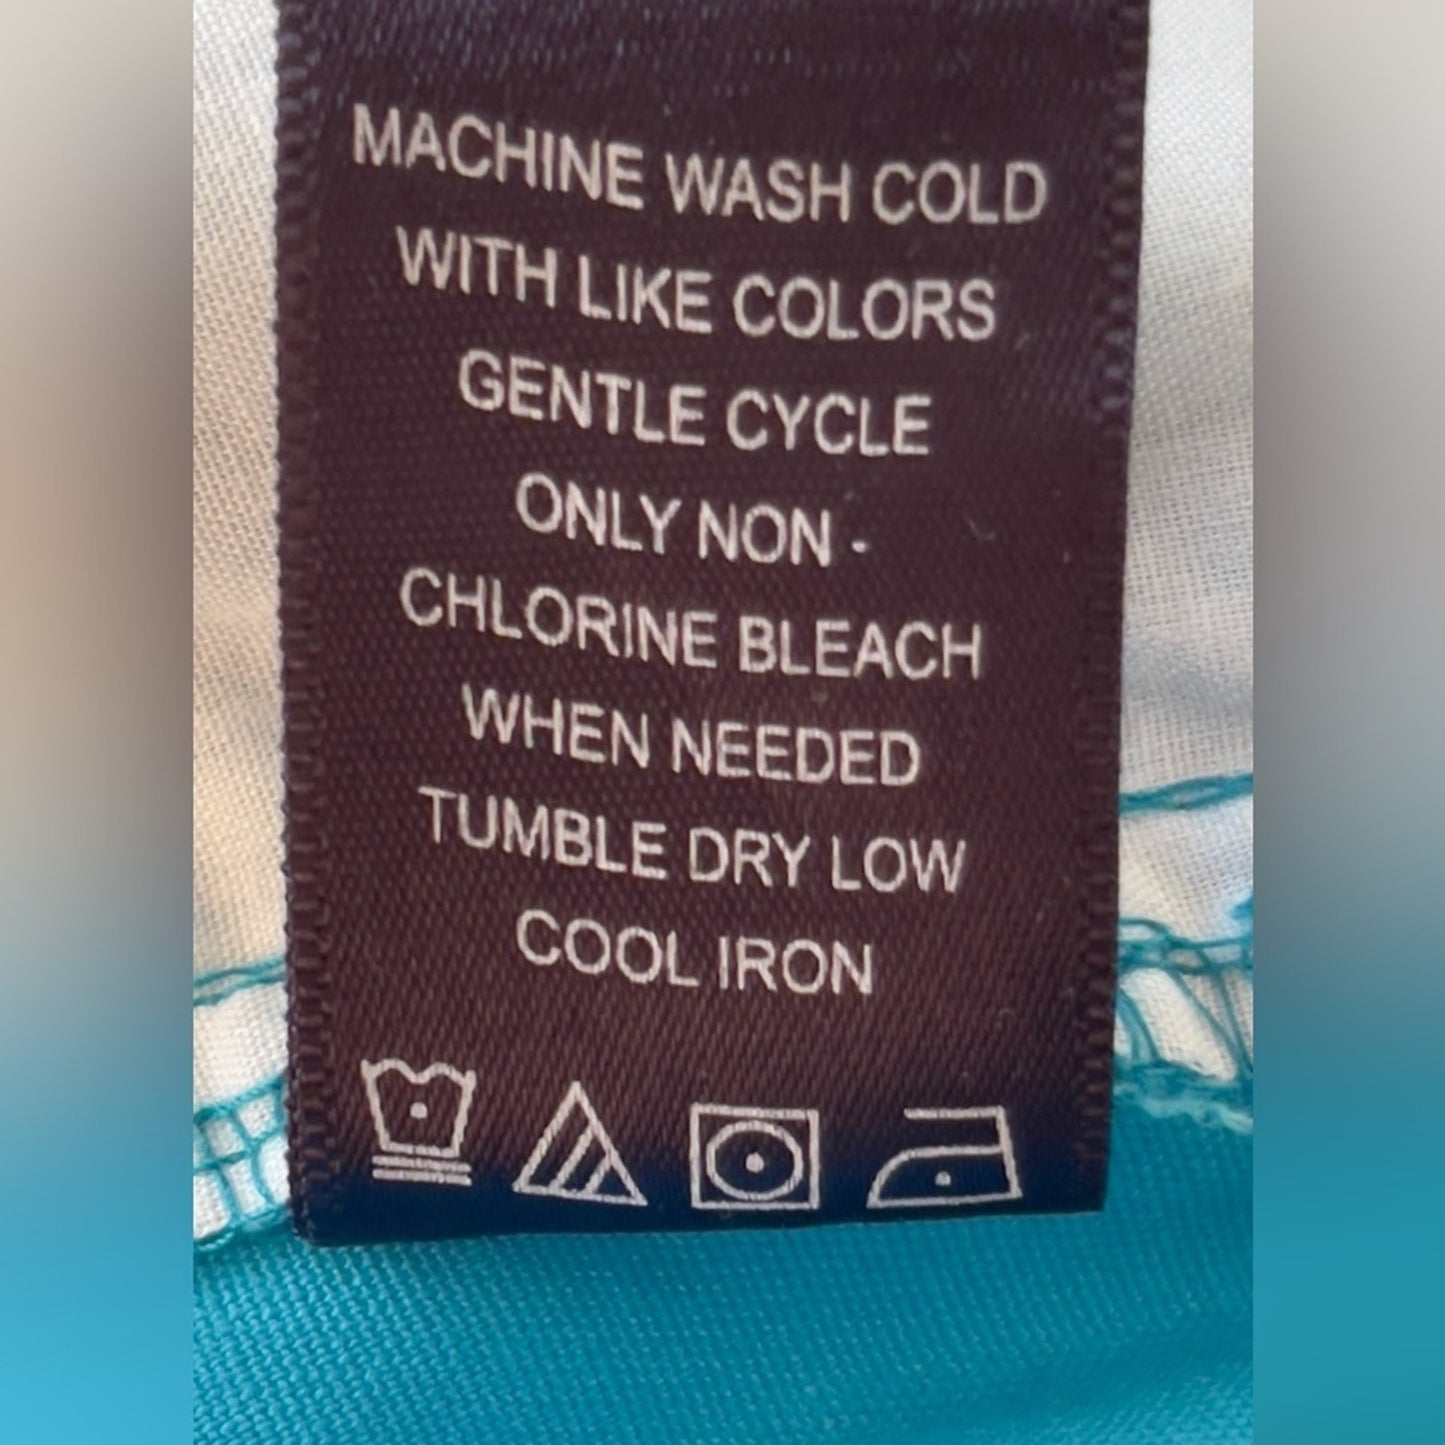 MACHINE WASH COLD
WITH LIKE COLORS
GENTLE CYCLE
ONLY NON -
CHLORINE BLEACH
WHEN NEEDED
TUMBLE DRY LOW
COOL IRON